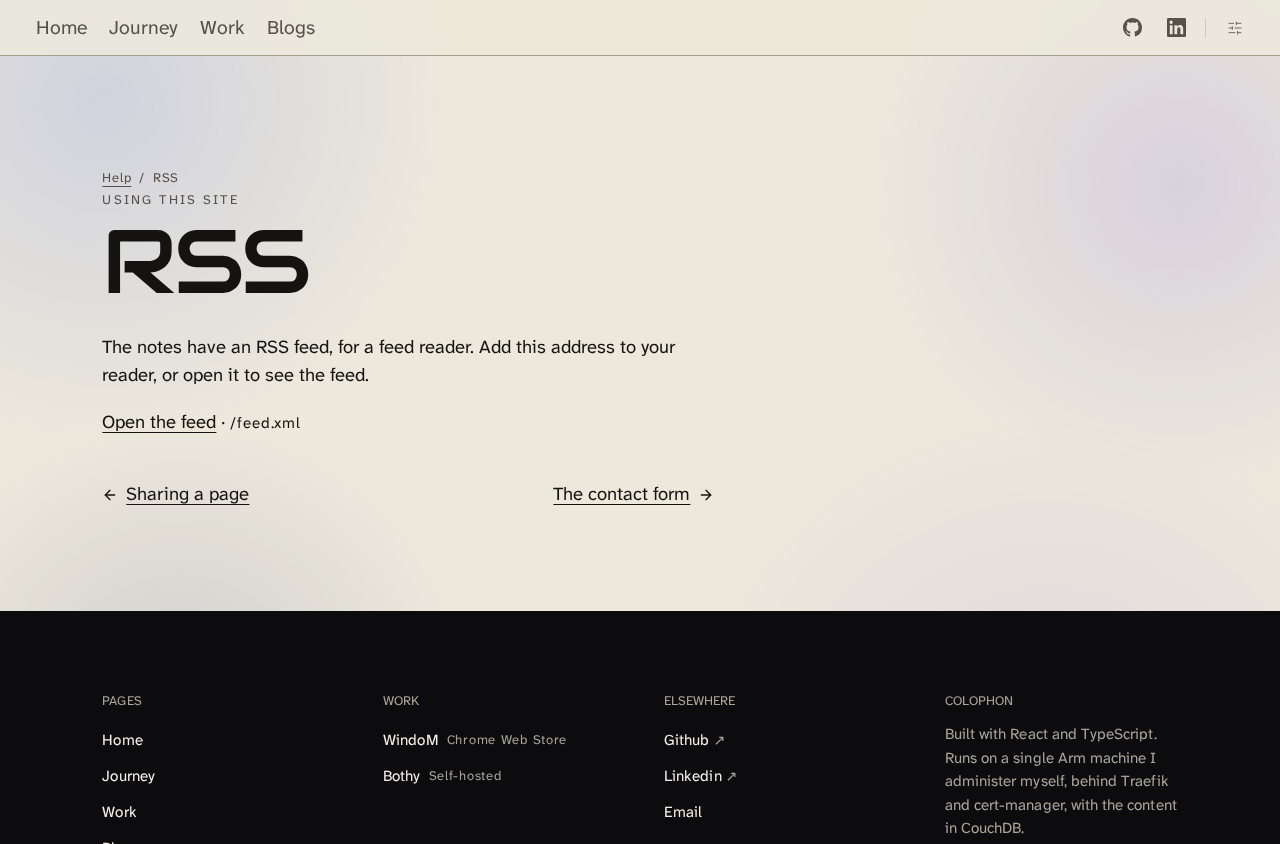 Home Journey Work Blogs
Help / RSS
USING THIS SITE
RSS
The notes have an RSS feed, for a feed reader. Add this address to your
reader, or open it to see the feed.
Open the feed · /feed.xml
← Sharing a page
The contact form →
PAGES
Home
Journey
Work
WORK
WindoM Chrome Web Store
Bothy Self-hosted
ELSEWHERE
Github ↗
Linkedin ↗
Email
COLOPHON
Built with React and TypeScript.
Runs on a single Arm machine I
administer myself, behind Traefik
and cert-manager, with the content
in CouchDB.